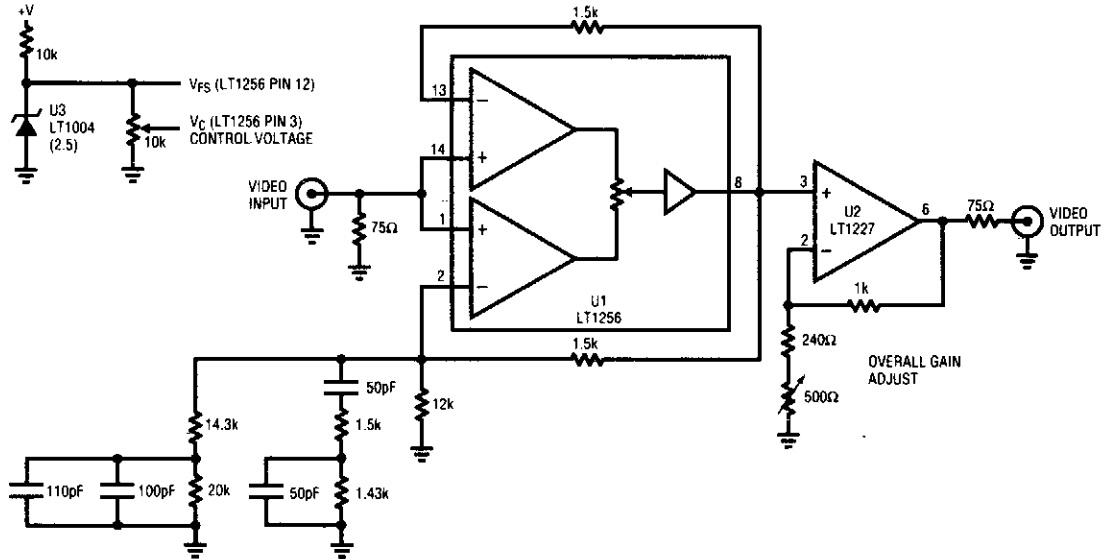 +V
10k
VFS (LT1256 PIN 12)
U3
LT1004
(2.5)
10k
VC (LT1256 PIN 3)
CONTROL VOLTAGE
1.5k
13
−
14
+
VIDEO
INPUT
75Ω
1
+
2
−
8
U1
LT1256
1.5k
3
+
U2
LT1227
2
−
6
75Ω
VIDEO
OUTPUT
1k
240Ω
500Ω
OVERALL GAIN
ADJUST
50pF
12k
14.3k
1.5k
110pF
100pF
20k
50pF
1.43k